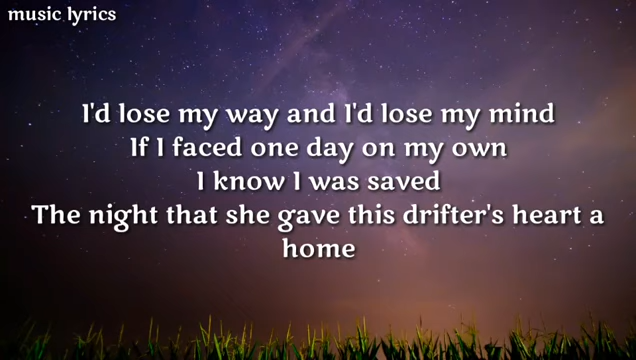 music lyrics
I'd lose my way and I'd lose my mind
If I faced one day on my own
I know I was saved
The night that she gave this drifter's heart a
home